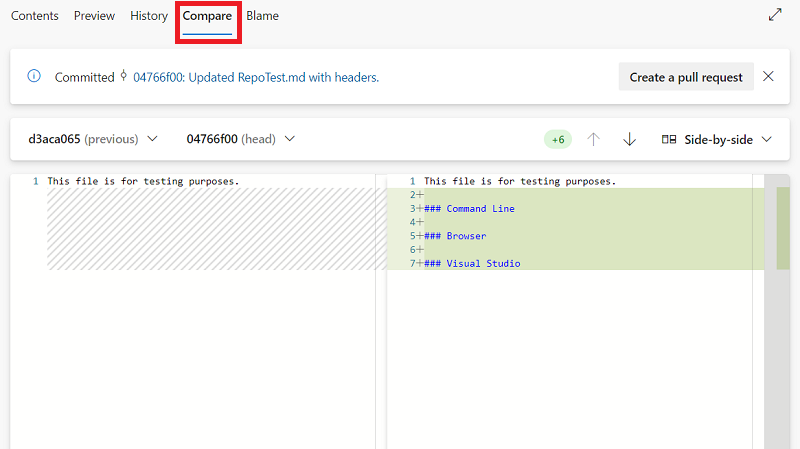 Contents Preview History Compare Blame
Committed 04766f00: Updated RepoTest.md with headers. Create a pull request
d3aca065 (previous) 04766f00 (head) +6 Side-by-side
1 This file is for testing purposes.
1 This file is for testing purposes.
2+
3+### Command Line
4+
5+### Browser
6+
7+### Visual Studio